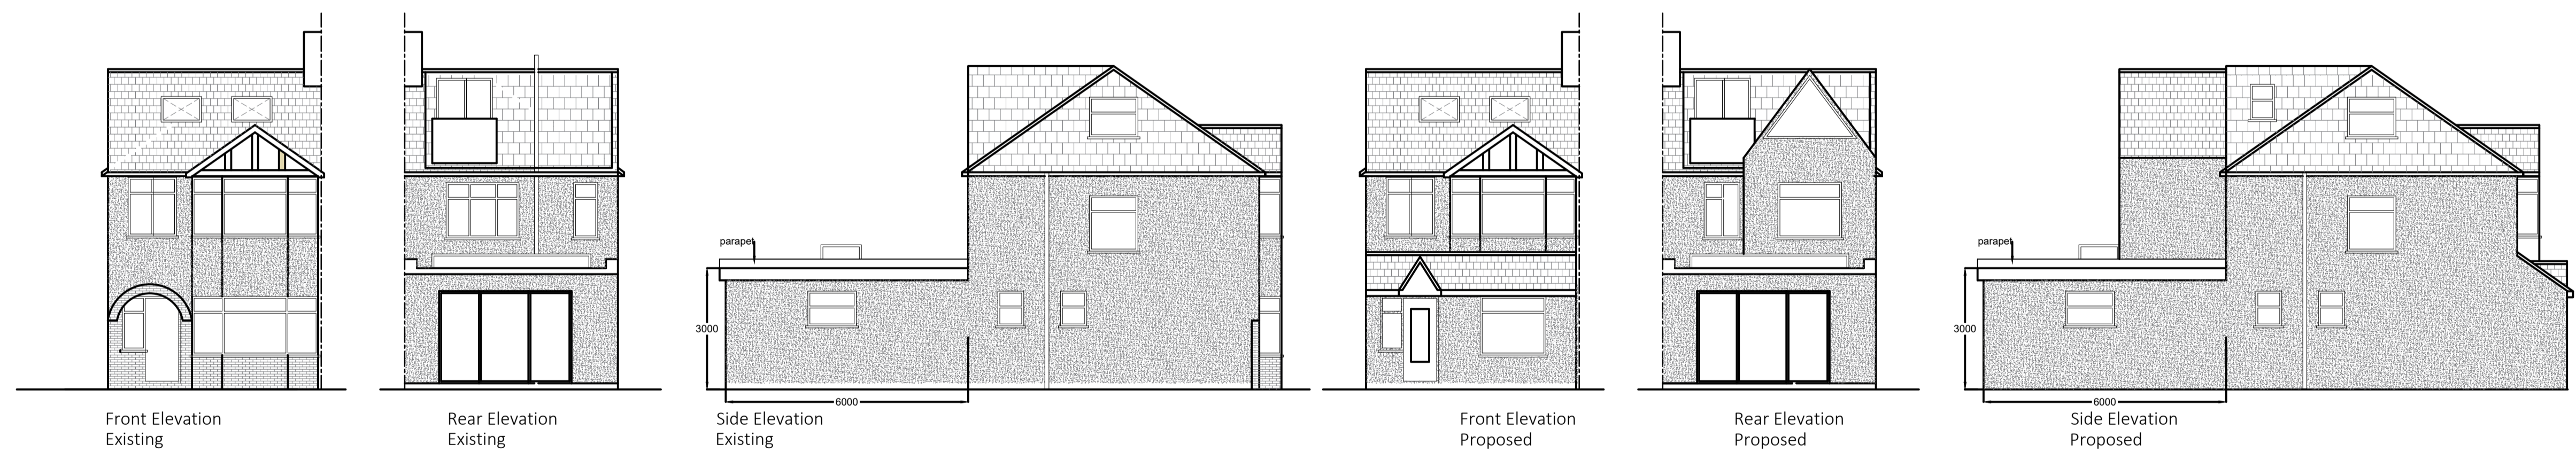 parapet
3000
6000
parapet
3000
6000
Front Elevation
Existing
Rear Elevation
Existing
Side Elevation
Existing
Front Elevation
Proposed
Rear Elevation
Proposed
Side Elevation
Proposed